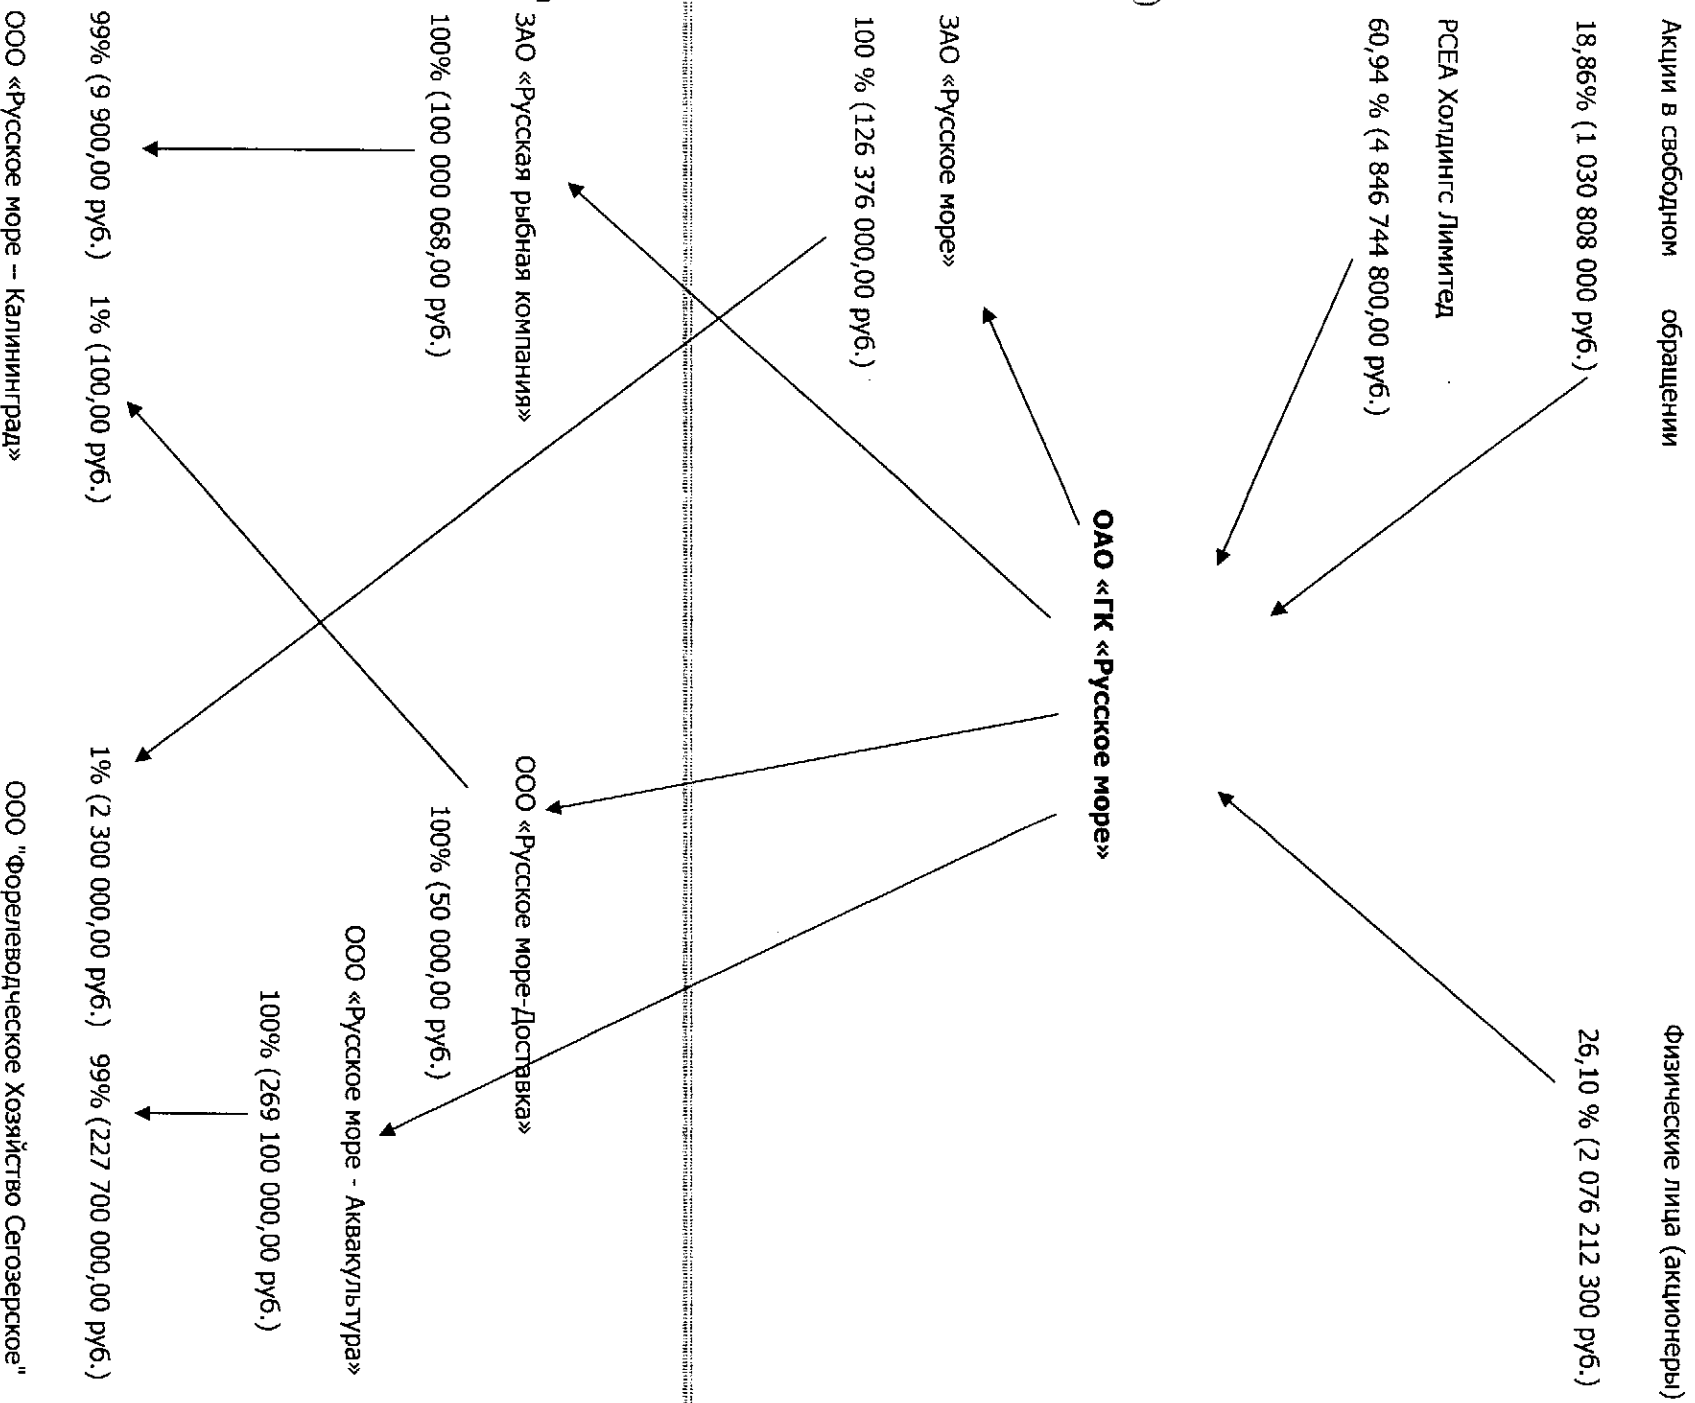 Акции в свободном обращении
Физические лица (акционеры)
18,86% (1 030 808 000 руб.)
26,10 % (2 076 212 300 руб.)
РСЕА Холдингс Лимитед
60,94 % (4 846 744 800,00 руб.)
ОАО «ГК «Русское море»
ЗАО «Русское море»
100 % (126 376 000,00 руб.)
ЗАО «Русская рыбная компания»
ООО «Русское море-Доставка»
100% (100 000 068,00 руб.)
100% (50 000,00 руб.)
ООО «Русское море - Аквакультура»
100% (269 100 000,00 руб.)
99% (9 900,00 руб.) 1% (100,00 руб.)
1% (2 300 000,00 руб.) 99% (227 700 000,00 руб.)
ООО «Русское море -- Калининград»
ООО "Форелеводческое Хозяйство Сегозерское"